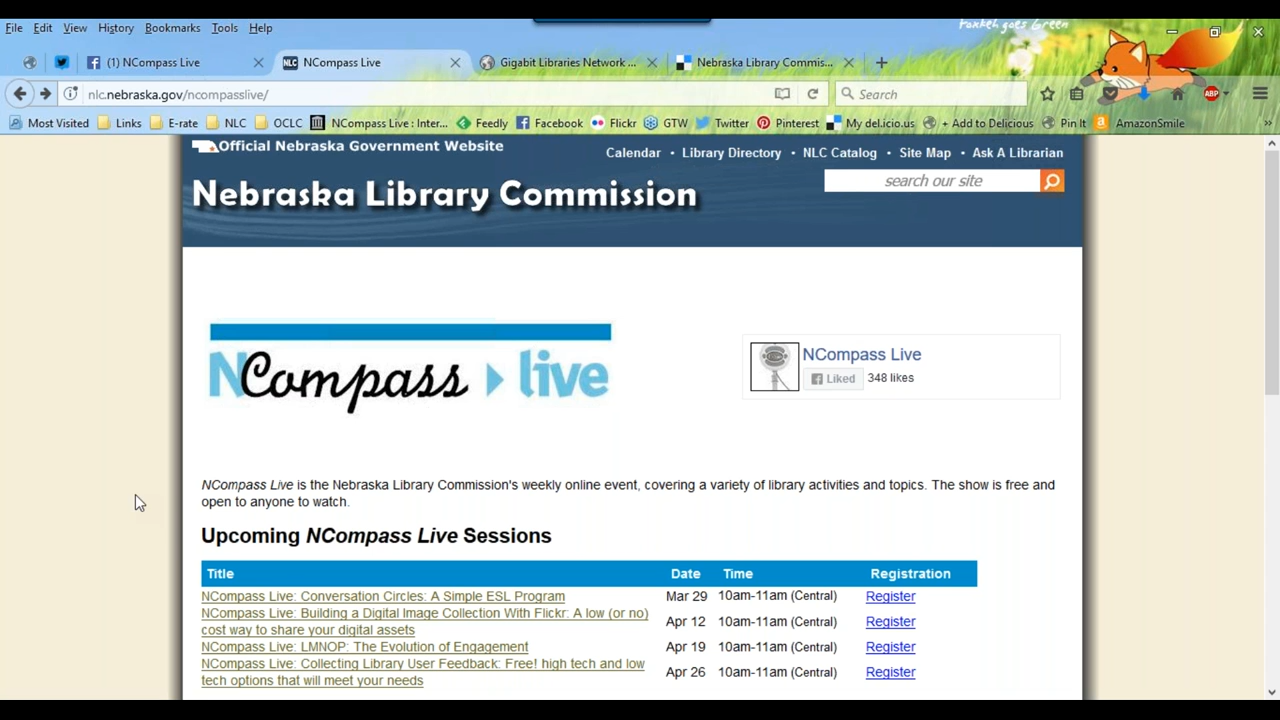 Foxkeh goes Green
File Edit View History Bookmarks Tools Help
(1) NCompass Live
NLC NCompass Live
Gigabit Libraries Network ...
Nebraska Library Commis...
nlc.nebraska.gov/ncompasslive/
Search
ABP
Most Visited Links E-rate NLC OCLC NCompass Live : Inter... Feedly Facebook Flickr GTW Twitter Pinterest My del.icio.us + Add to Delicious Pin It AmazonSmile
Official Nebraska Government Website
Calendar • Library Directory • NLC Catalog • Site Map • Ask A Librarian
Nebraska Library Commission
search our site
NCompass live
NCompass Live
Liked 348 likes
NCompass Live is the Nebraska Library Commission's weekly online event, covering a variety of library activities and topics. The show is free and
open to anyone to watch.
Upcoming NCompass Live Sessions
Title Date Time Registration
NCompass Live: Conversation Circles: A Simple ESL Program Mar 29 10am-11am (Central) Register
NCompass Live: Building a Digital Image Collection With Flickr: A low (or no)
cost way to share your digital assets Apr 12 10am-11am (Central) Register
NCompass Live: LMNOP: The Evolution of Engagement Apr 19 10am-11am (Central) Register
NCompass Live: Collecting Library User Feedback: Free! high tech and low
tech options that will meet your needs Apr 26 10am-11am (Central) Register